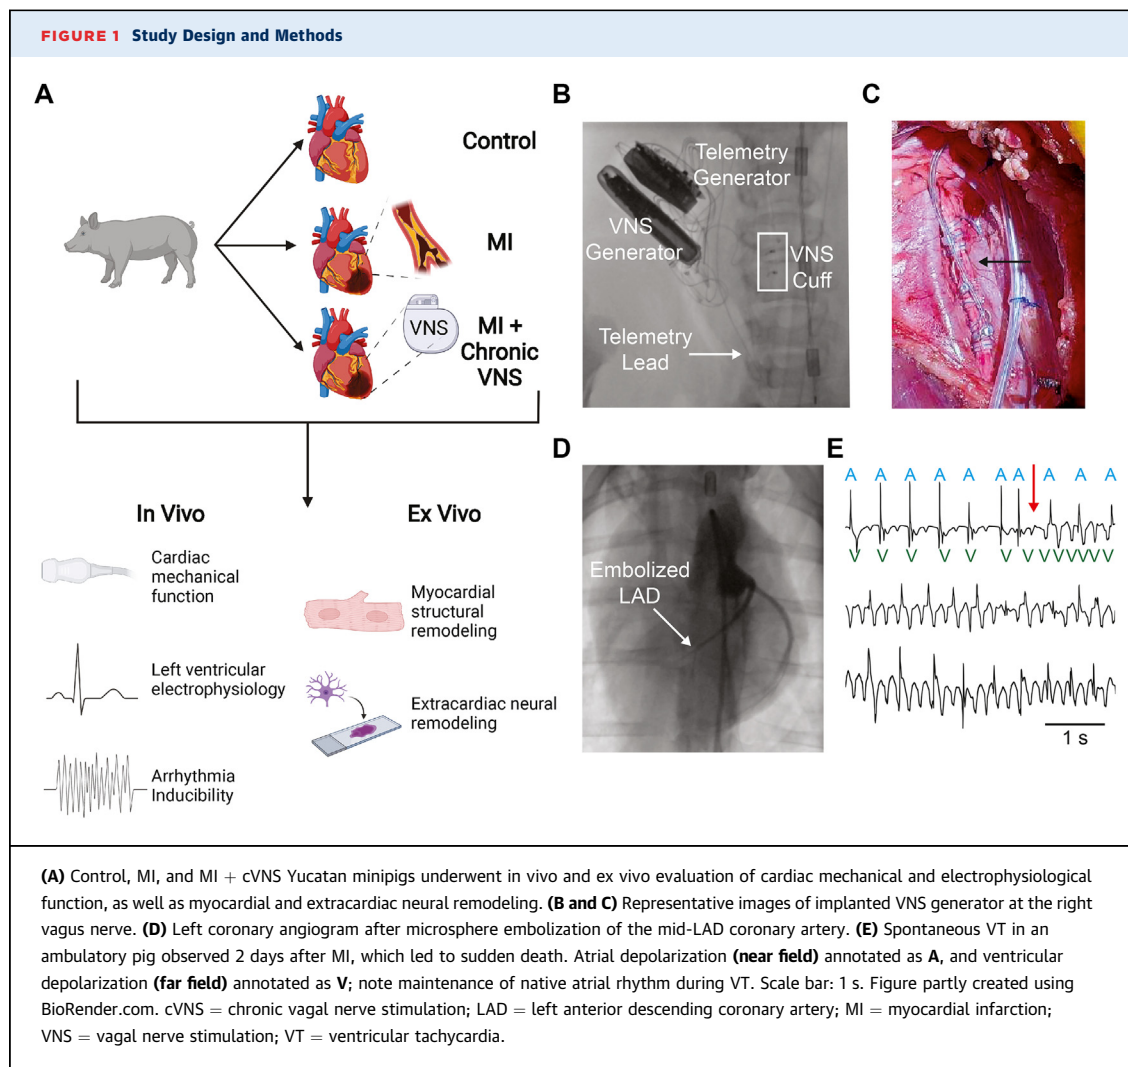 FIGURE 1 Study Design and Methods
A
Control
MI
VNS
MI +
Chronic
VNS
In Vivo
Cardiac
mechanical
function
Left ventricular
electrophysiology
Arrhythmia
Inducibility
Ex Vivo
Myocardial
structural
remodeling
Extracardiac neural
remodeling
B
Telemetry
Generator
VNS
Generator
VNS
Cuff
Telemetry
Lead
C
D
Embolized
LAD
E
A A A A A A A A A A
V V V V V V V V V V V V V
1 s
(A) Control, MI, and MI + cVNS Yucatan minipigs underwent in vivo and ex vivo evaluation of cardiac mechanical and electrophysiological
function, as well as myocardial and extracardiac neural remodeling. (B and C) Representative images of implanted VNS generator at the right
vagus nerve. (D) Left coronary angiogram after microsphere embolization of the mid-LAD coronary artery. (E) Spontaneous VT in an
ambulatory pig observed 2 days after MI, which led to sudden death. Atrial depolarization (near field) annotated as A, and ventricular
depolarization (far field) annotated as V; note maintenance of native atrial rhythm during VT. Scale bar: 1 s. Figure partly created using
BioRender.com. cVNS = chronic vagal nerve stimulation; LAD = left anterior descending coronary artery; MI = myocardial infarction;
VNS = vagal nerve stimulation; VT = ventricular tachycardia.